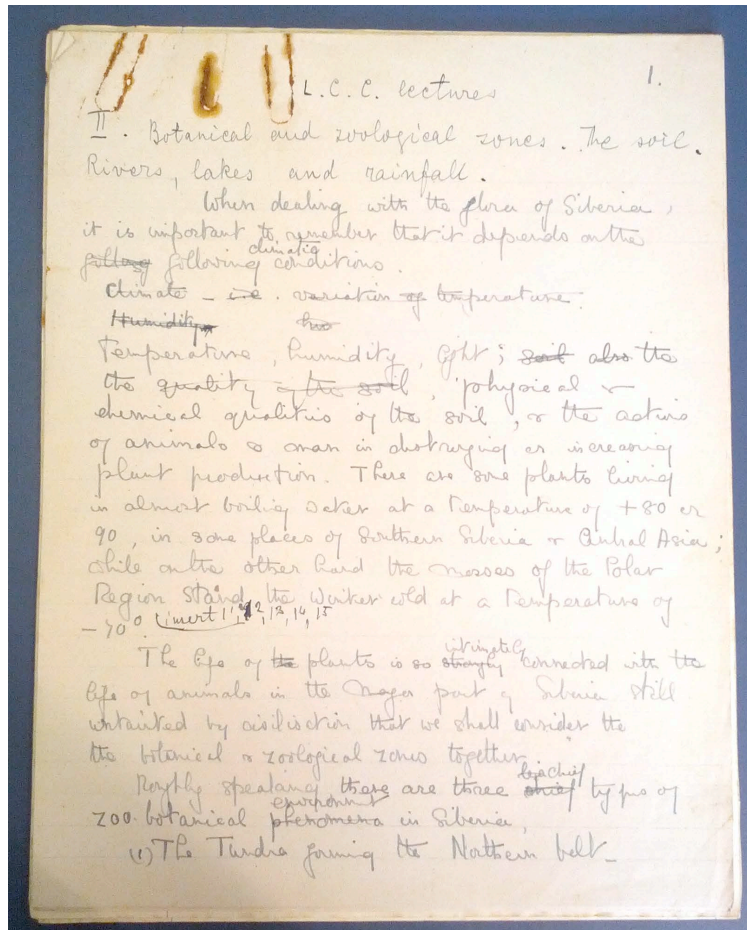 L.C.C. lectures 1.
II. Botanical and zoological zones. The soil.
Rivers, lakes and rainfall.
When dealing with the flora of Siberia,
it is important to remember that it depends on the
climatic
following conditions.
Climate – i.e. variation of temperature.
Humidity
Temperature, humidity, light; soil also the
the quality of the soil, physical &
chemical qualities of the soil, & the actions
of animals & man in destroying or increasing
plant production. There are some plants living
in almost boiling water at a temperature of +80 or
90, in some places of Southern Siberia & Central Asia;
while on the other hand the mosses of the Polar
Region stand the Winter cold at a temperature of
–70° (insert 11, 12, 13, 14, 15
intimately
The life of the plants is so strongly connected with the
life of animals in the major part of Siberia still
untainted by civilisation that we shall consider the
the botanical & zoological zones together.
chief
Roughly speaking there are three chief types of
environment
zoo-botanical phenomena in Siberia,
(1) The Tundra forming the Northern belt –